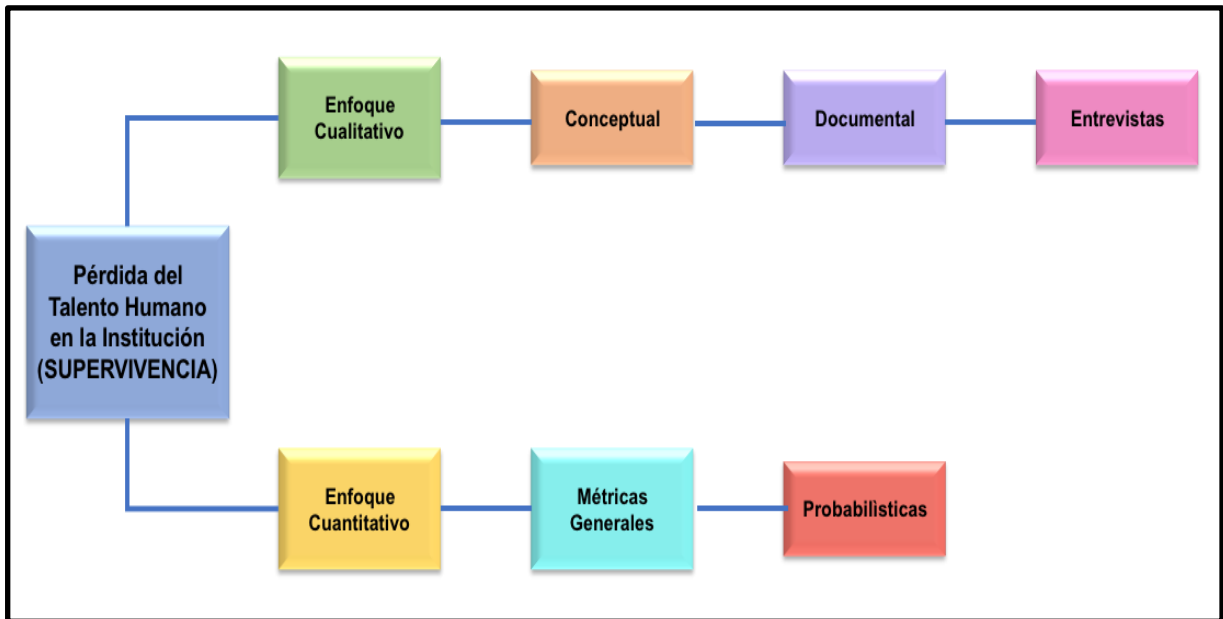 Enfoque
Cualitativo
Conceptual
Documental
Entrevistas
Pérdida del
Talento Humano
en la Institución
(SUPERVIVENCIA)
Enfoque
Cuantitativo
Métricas
Generales
Probabilìsticas